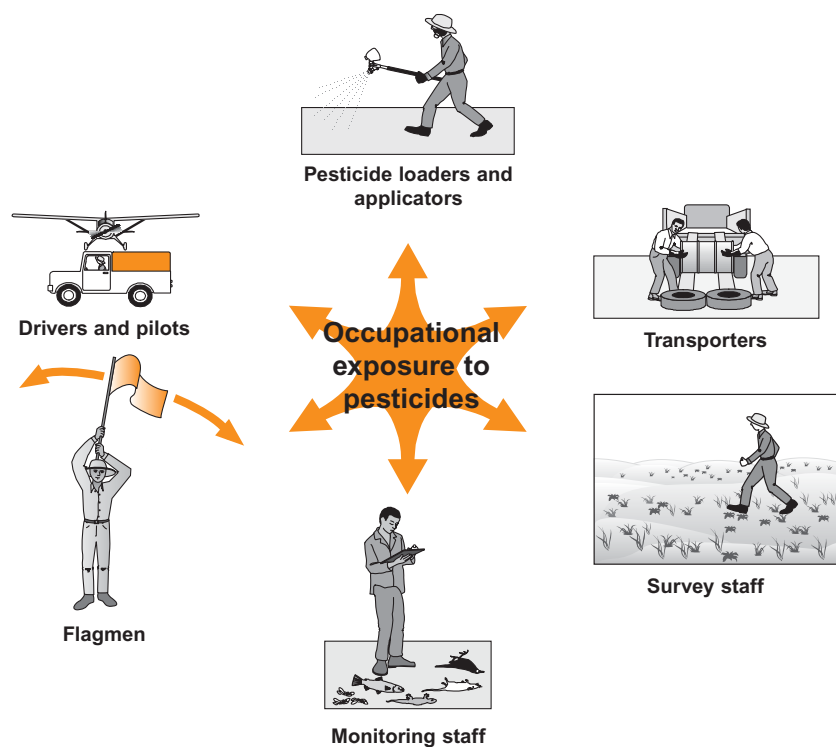 Pesticide loaders and
applicators
Drivers and pilots
Occupational
exposure to
pesticides
Transporters
Flagmen
Survey staff
Monitoring staff